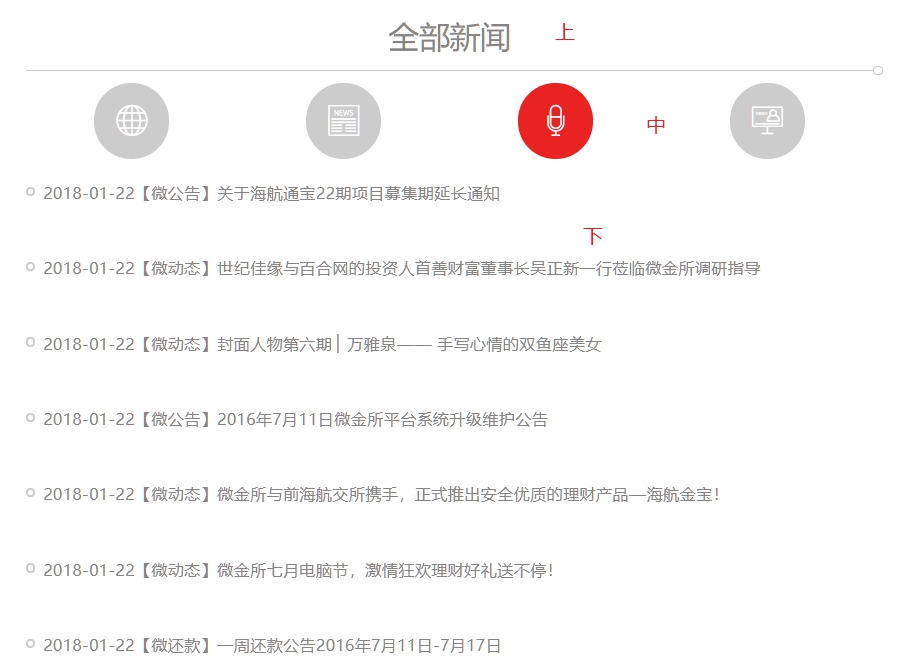 全部新闻 上
NEWS
中
2018-01-22【微公告】关于海航通宝22期项目募集期延长通知
下
2018-01-22【微动态】世纪佳缘与百合网的投资人首善财富董事长吴正新一行莅临微金所调研指导
2018-01-22【微动态】封面人物第六期│ 万雅泉—— 手写心情的双鱼座美女
2018-01-22【微公告】2016年7月11日微金所平台系统升级维护公告
2018-01-22【微动态】微金所与前海航交所携手，正式推出安全优质的理财产品—海航金宝！
2018-01-22【微动态】微金所七月电脑节，激情狂欢理财好礼送不停！
2018-01-22【微还款】一周还款公告2016年7月11日-7月17日